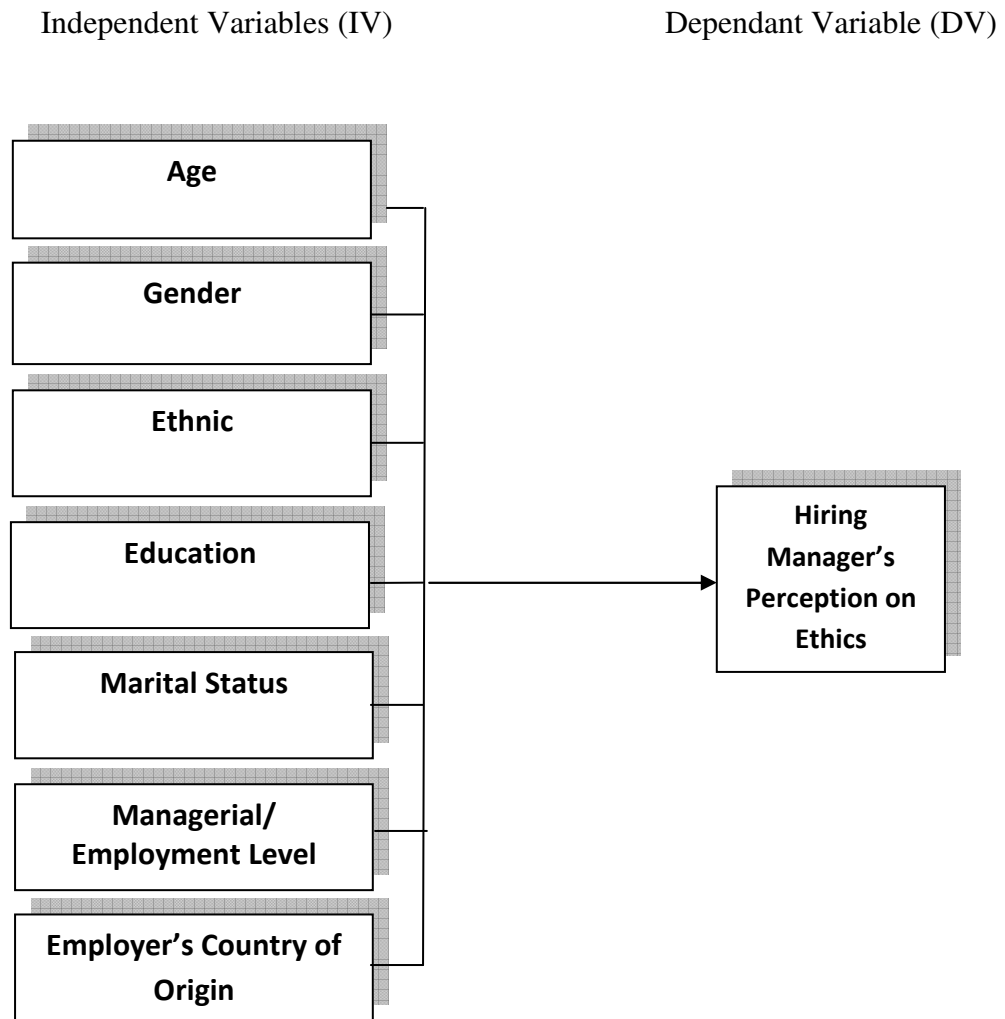 Independent Variables (IV)
Dependant Variable (DV)
Age
Gender
Ethnic
Education
Marital Status
Managerial/
Employment Level
Employer’s Country of
Origin
Hiring
Manager’s
Perception on
Ethics